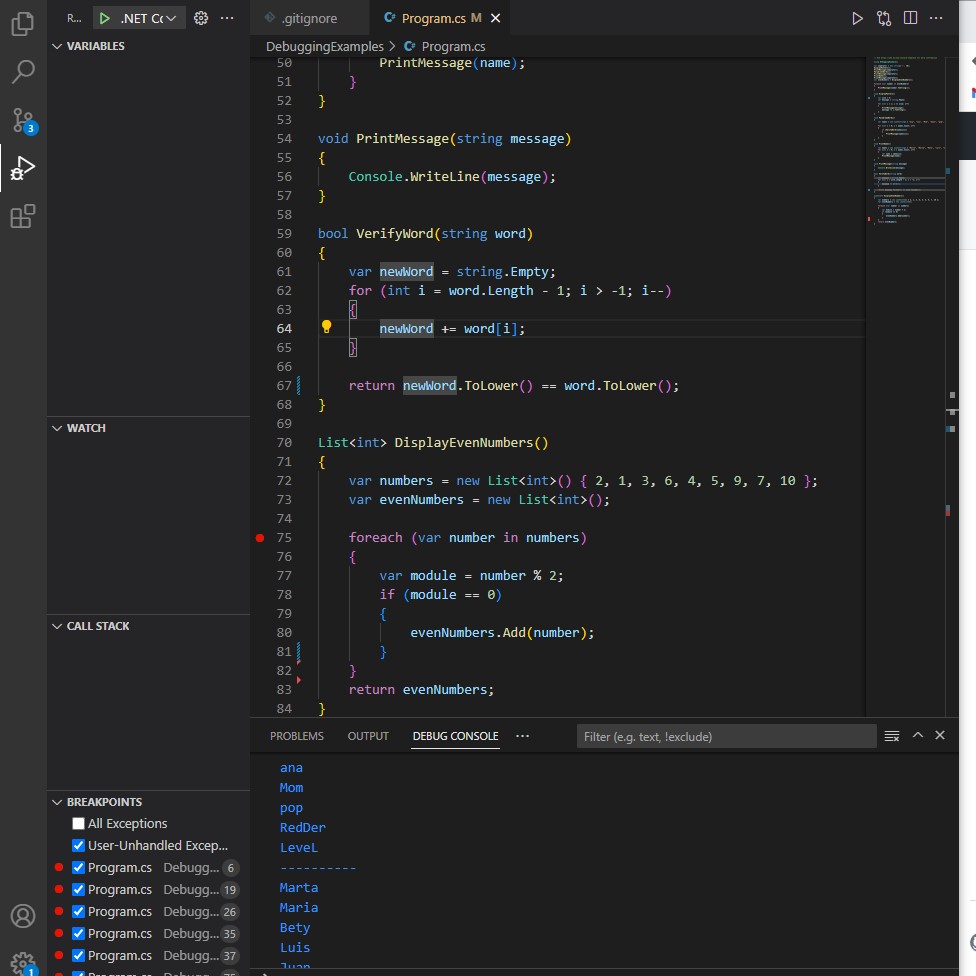 R... .NET Cc ...
.gitignore
Program.cs M
DebuggingExamples > Program.cs
VARIABLES
50 PrintMessage(name);
51 }
52 }
53
54 void PrintMessage(string message)
55 {
56 Console.WriteLine(message);
57 }
58
59 bool VerifyWord(string word)
60 {
61 var newWord = string.Empty;
62 for (int i = word.Length - 1; i > -1; i--)
63 {
64 newWord += word[i];
65 }
66
67 return newWord.ToLower() == word.ToLower();
68 }
69
70 List<int> DisplayEvenNumbers()
71 {
72 var numbers = new List<int>() { 2, 1, 3, 6, 4, 5, 9, 7, 10 };
73 var evenNumbers = new List<int>();
74
75 foreach (var number in numbers)
76 {
77 var module = number % 2;
78 if (module == 0)
79 {
80 evenNumbers.Add(number);
81 }
82 }
83 return evenNumbers;
84 }
3
WATCH
CALL STACK
BREAKPOINTS
All Exceptions
User-Unhandled Excep...
Program.cs Debugg... 6
Program.cs Debugg... 19
Program.cs Debugg... 26
Program.cs Debugg... 35
Program.cs Debugg... 37
Program.cs Debugg... 75
1
PROBLEMS OUTPUT DEBUG CONSOLE ... Filter (e.g. text, !exclude)
ana
Mom
pop
RedDer
LeveL
----------
Marta
Maria
Bety
Luis
Juan